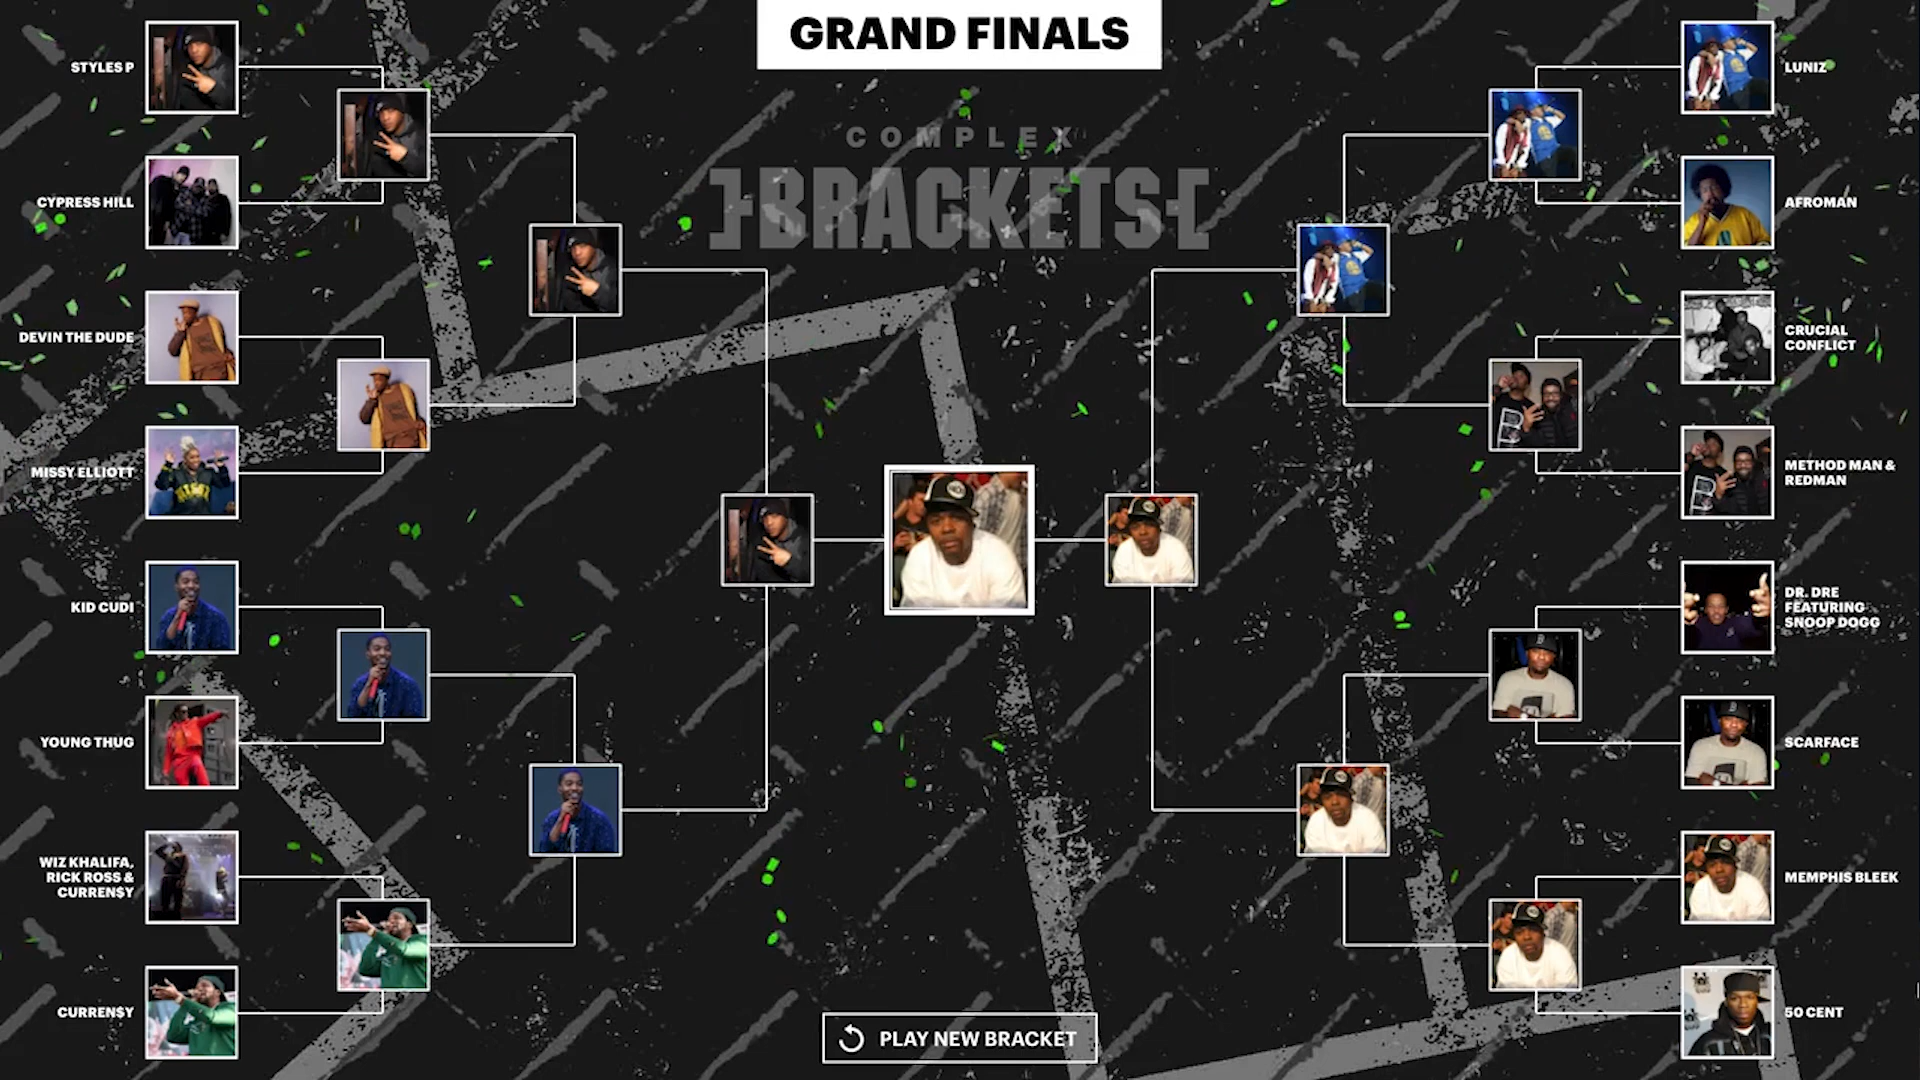 GRAND FINALS
COMPLEX
BRACKETS
STYLES P
CYPRESS HILL
DEVIN THE DUDE
MISSY ELLIOTT
KID CUDI
YOUNG THUG
WIZ KHALIFA,
RICK ROSS &
CURREN$Y
CURREN$Y
LUNIZ
AFROMAN
CRUCIAL
CONFLICT
METHOD MAN &
REDMAN
DR. DRE
FEATURING
SNOOP DOGG
SCARFACE
MEMPHIS BLEEK
50 CENT
PLAY NEW BRACKET